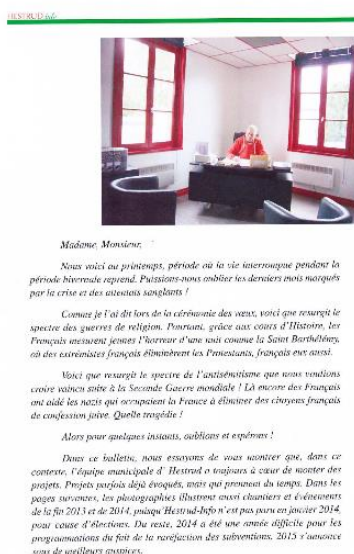 HESTRUD info
Madame, Monsieur,
Nous voici au printemps, période où la vie interrompue pendant la
période hivernale reprend. Puissions-nous oublier les derniers mois marqués
par la crise et des attentats sanglants !
Comme je l'ai dit lors de la cérémonie des vœux, voici que resurgit le
spectre des guerres de religion. Pourtant, grâce aux cours d'Histoire, les
Français mesurent jeunes l'horreur d'une nuit comme la Saint Barthélémy,
où des extrémistes français éliminèrent les Protestants, français eux aussi.
Voici que resurgit le spectre de l'antisémitisme que nous voulions
croire vaincu suite à la Seconde Guerre mondiale ! Là encore des Français
ont aidé les nazis qui occupaient la France à éliminer des citoyens français
de confession juive. Quelle tragédie !
Alors pour quelques instants, oublions et espérons !
Dans ce bulletin, nous essayons de vous montrer que, dans ce
contexte, l'équipe municipale d' Hestrud a toujours à cœur de monter des
projets. Projets parfois déjà évoqués, mais qui prennent du temps. Dans les
pages suivantes, les photographies illustrent aussi chantiers et événements
de la fin 2013 et de 2014, puisqu'Hestrud-Info n'est pas paru en janvier 2014,
pour cause d'élections. Du reste, 2014 a été une année difficile pour les
programmations du fait de la raréfaction des subventions. 2015 s'annonce
sous de meilleurs auspices.